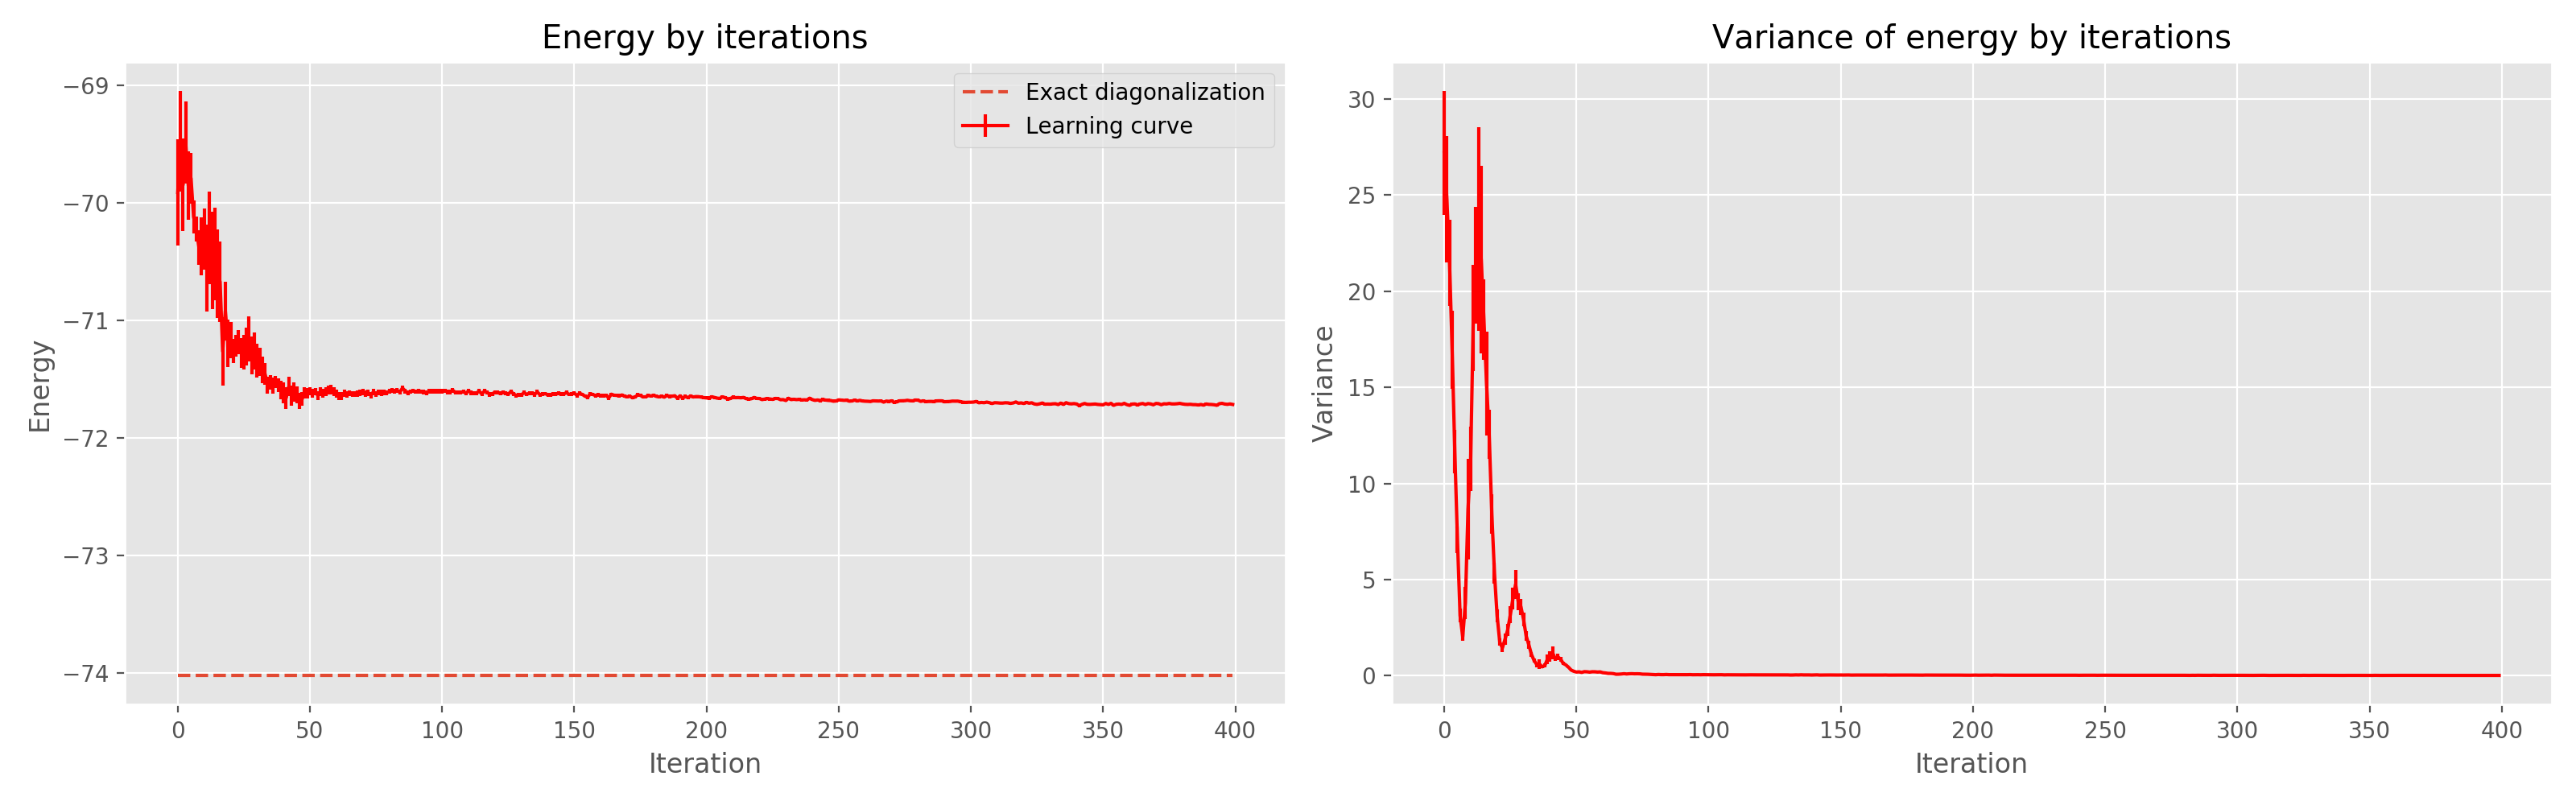 Energy by iterations
−69
−70
−71
−72
−73
−74
Energy
0 50 100 150 200 250 300 350 400
Iteration
Exact diagonalization
Learning curve
Variance of energy by iterations
30
25
20
15
10
5
0
Variance
0 50 100 150 200 250 300 350 400
Iteration